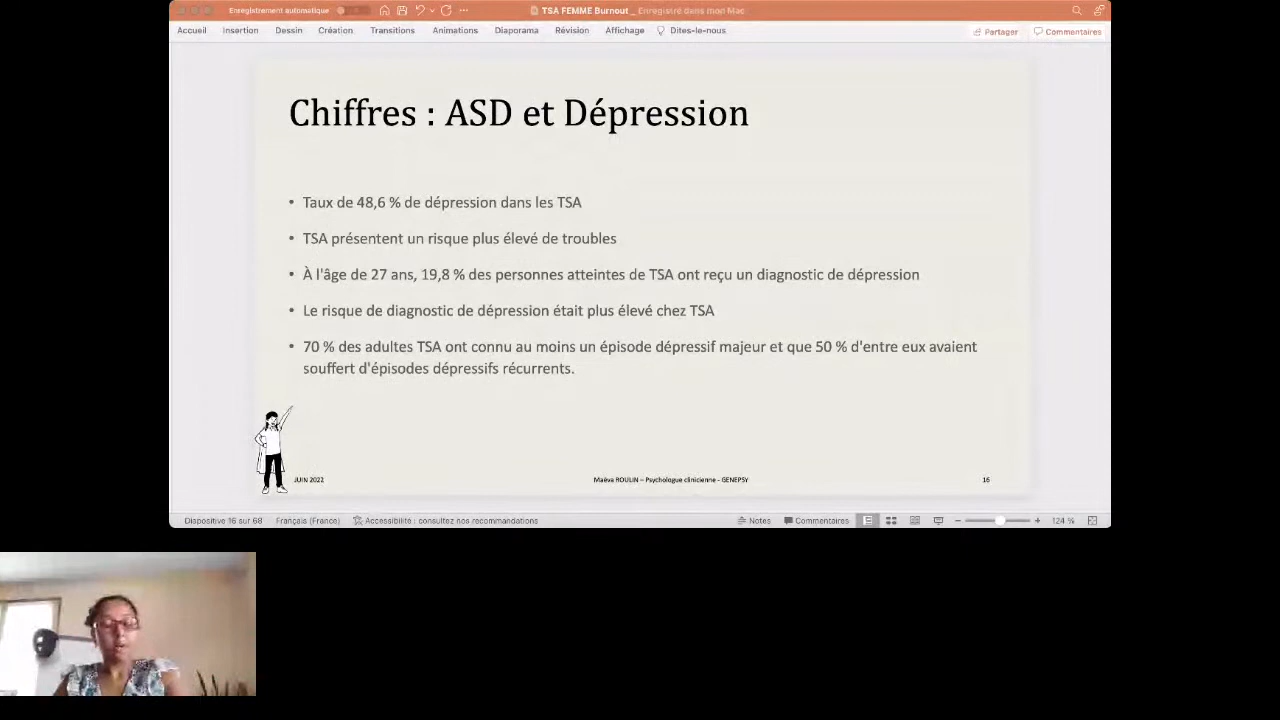 Enregistrement automatique
TSA FEMME Burnout _ Enregistré dans mon Mac
Accueil Insertion Dessin Création Transitions Animations Diaporama Révision Affichage Dites-le-nous Partager Commentaires
Chiffres : ASD et Dépression
• Taux de 48,6 % de dépression dans les TSA
• TSA présentent un risque plus élevé de troubles
• À l'âge de 27 ans, 19,8 % des personnes atteintes de TSA ont reçu un diagnostic de dépression
• Le risque de diagnostic de dépression était plus élevé chez TSA
• 70 % des adultes TSA ont connu au moins un épisode dépressif majeur et que 50 % d'entre eux avaient
souffert d'épisodes dépressifs récurrents.
JUIN 2022 Maëva ROULIN – Psychologue clinicienne - GENEPSY 16
Diapositive 16 sur 68 Français (France) Accessibilité : consultez nos recommandations Notes Commentaires 124 %